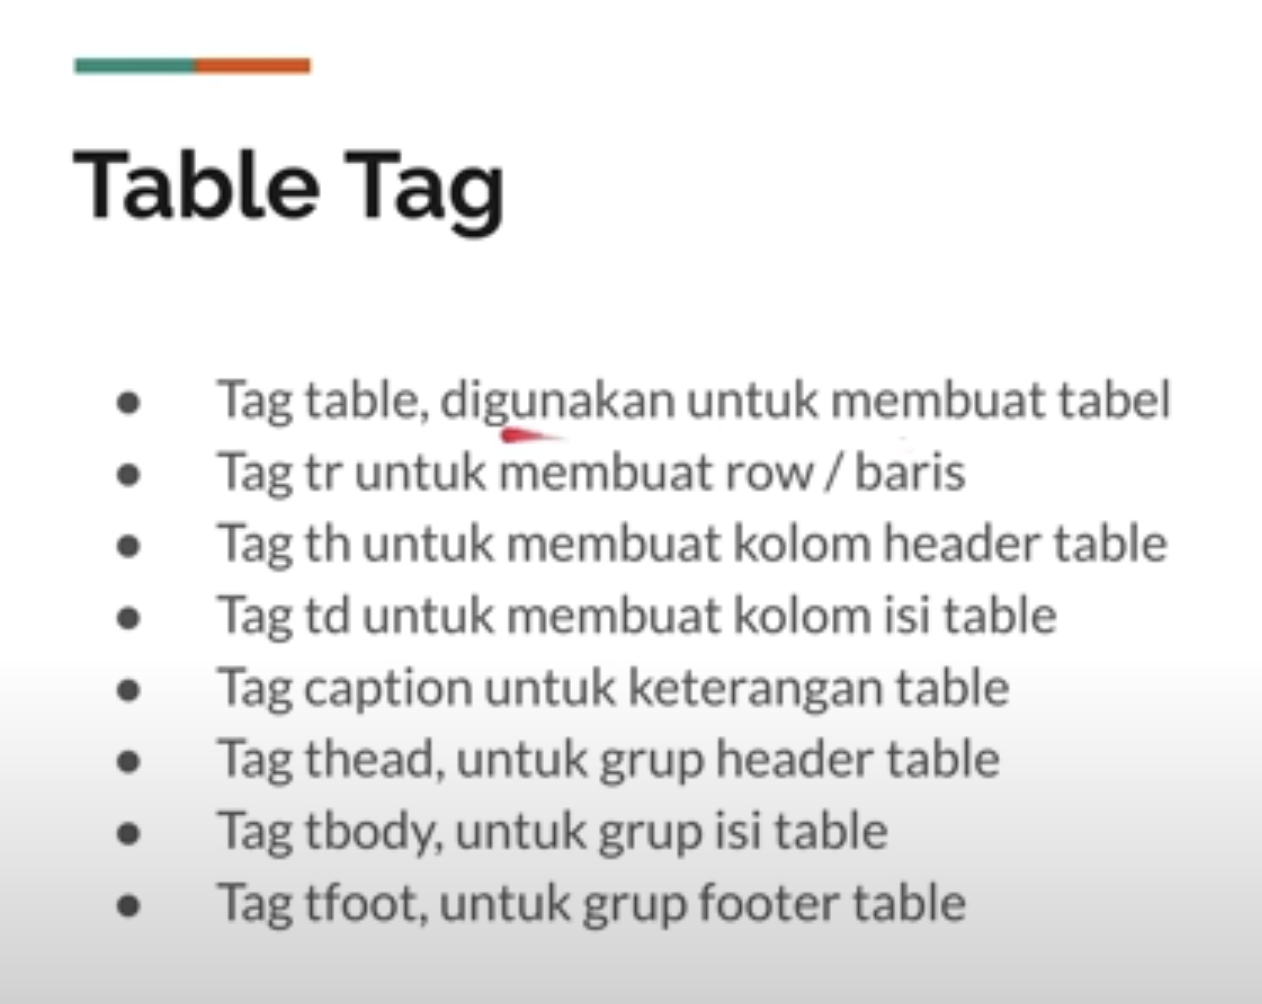 Table Tag
Tag table, digunakan untuk membuat tabel
Tag tr untuk membuat row / baris
Tag th untuk membuat kolom header table
Tag td untuk membuat kolom isi table
Tag caption untuk keterangan table
Tag thead, untuk grup header table
Tag tbody, untuk grup isi table
Tag tfoot, untuk grup footer table